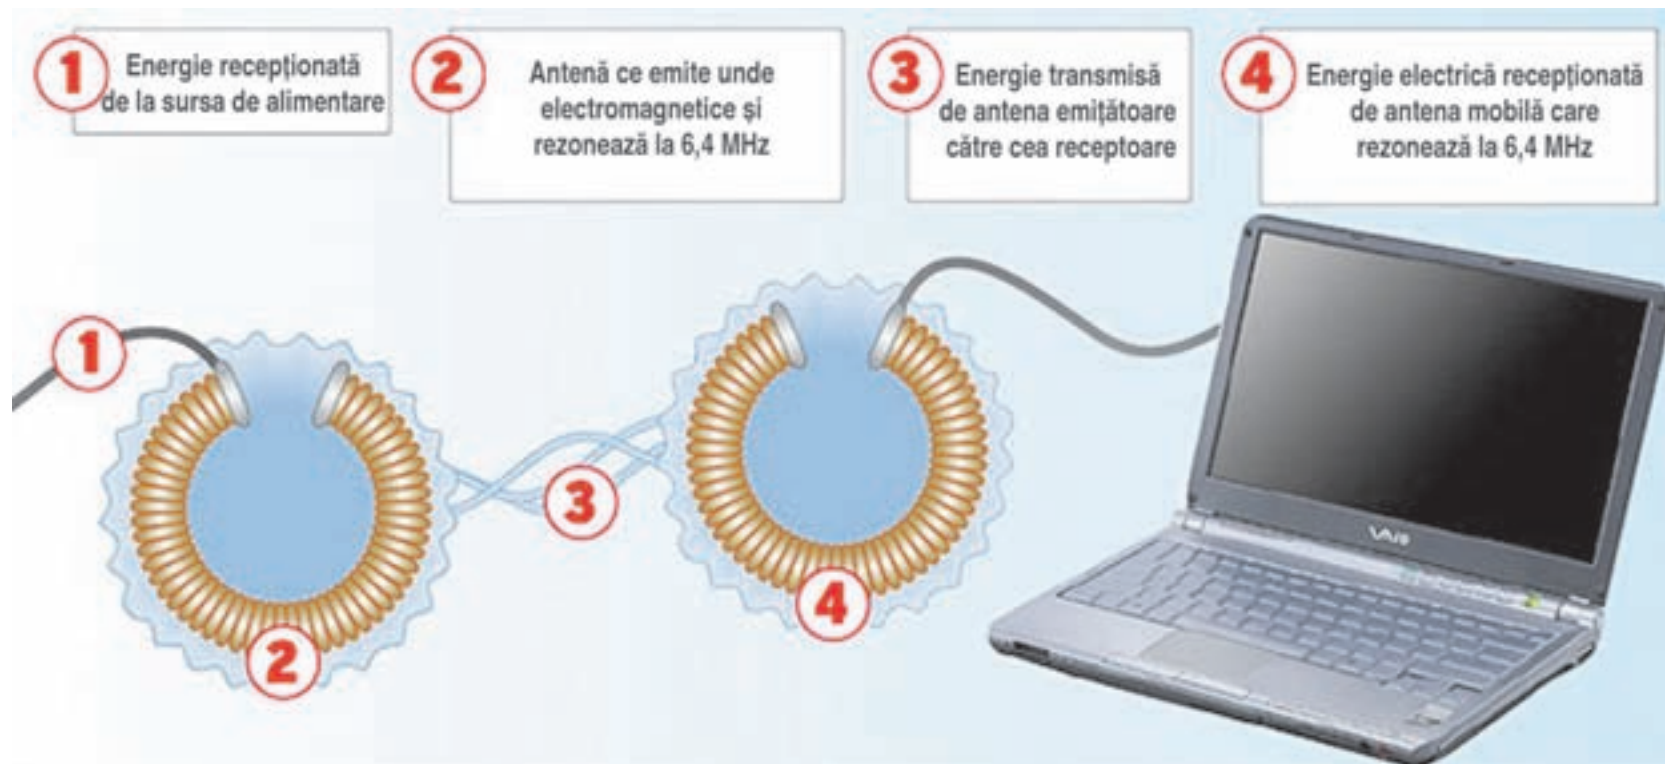 1
Energie recepționată
de la sursa de alimentare
2
Antenă ce emite unde
electromagnetice și
rezonează la 6,4 MHz
3
Energie transmisă
de antena emițătoare
către cea receptoare
4
Energie electrică recepționată
de antena mobilă care
rezonează la 6,4 MHz
1
2
3
4
VAIO